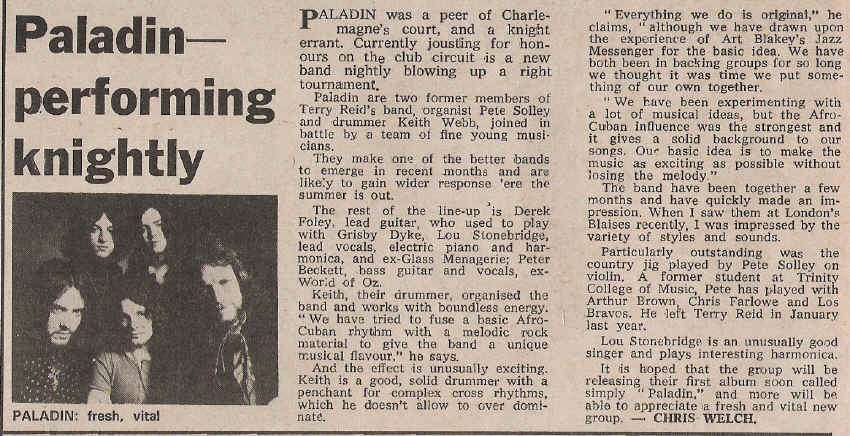 Paladin—
performing
knightly
PALADIN: fresh, vital
PALADIN was a peer of Charle-
magne's court, and a knight
errant. Currently jousting for hon-
ours on the club circuit is a new
band nightly blowing up a right
tournament.
Paladin are two former members of
Terry Reid's band, organist Pete Solley
and drummer Keith Webb, joined in
battle by a team of fine young musi-
cians.
They make one of the better bands
to emerge in recent months and are
likely to gain wider response 'ere the
summer is out.
The rest of the line-up is Derek
Foley, lead guitar, who used to play
with Grisby Dyke, Lou Stonebridge,
lead vocals, electric piano and har-
monica, and ex-Glass Menagerie; Peter
Beckett, bass guitar and vocals, ex-
World of Oz.
Keith, their drummer, organised the
band and works with boundless energy.
"We have tried to fuse a basic Afro-
Cuban rhythm with a melodic rock
material to give the band a unique
musical flavour," he says.
And the effect is unusually exciting.
Keith is a good, solid drummer with a
penchant for complex cross rhythms,
which he doesn't allow to over domi-
nate.
"Everything we do is original," he
claims, "although we have drawn upon
the experience of Art Blakey's Jazz
Messenger for the basic idea. We have
both been in backing groups for so long
we thought it was time we put some-
thing of our own together.
"We have been experimenting with
a lot of musical ideas, but the Afro-
Cuban influence was the strongest and
it gives a solid background to our
songs. Our basic idea is to make the
music as exciting as possible without
losing the melody."
The band have been together a few
months and have quickly made an im-
pression. When I saw them at London's
Blaises recently, I was impressed by the
variety of styles and sounds.
Particularly outstanding was the
country jig played by Pete Solley on
violin. A former student at Trinity
College of Music, Pete has played with
Arthur Brown, Chris Farlowe and Los
Bravos. He left Terry Reid in January
last year.
Lou Stonebridge is an unusually good
singer and plays interesting harmonica.
It is hoped that the group will be
releasing their first album soon called
simply "Paladin," and more will be
able to appreciate a fresh and vital new
group. — CHRIS WELCH.